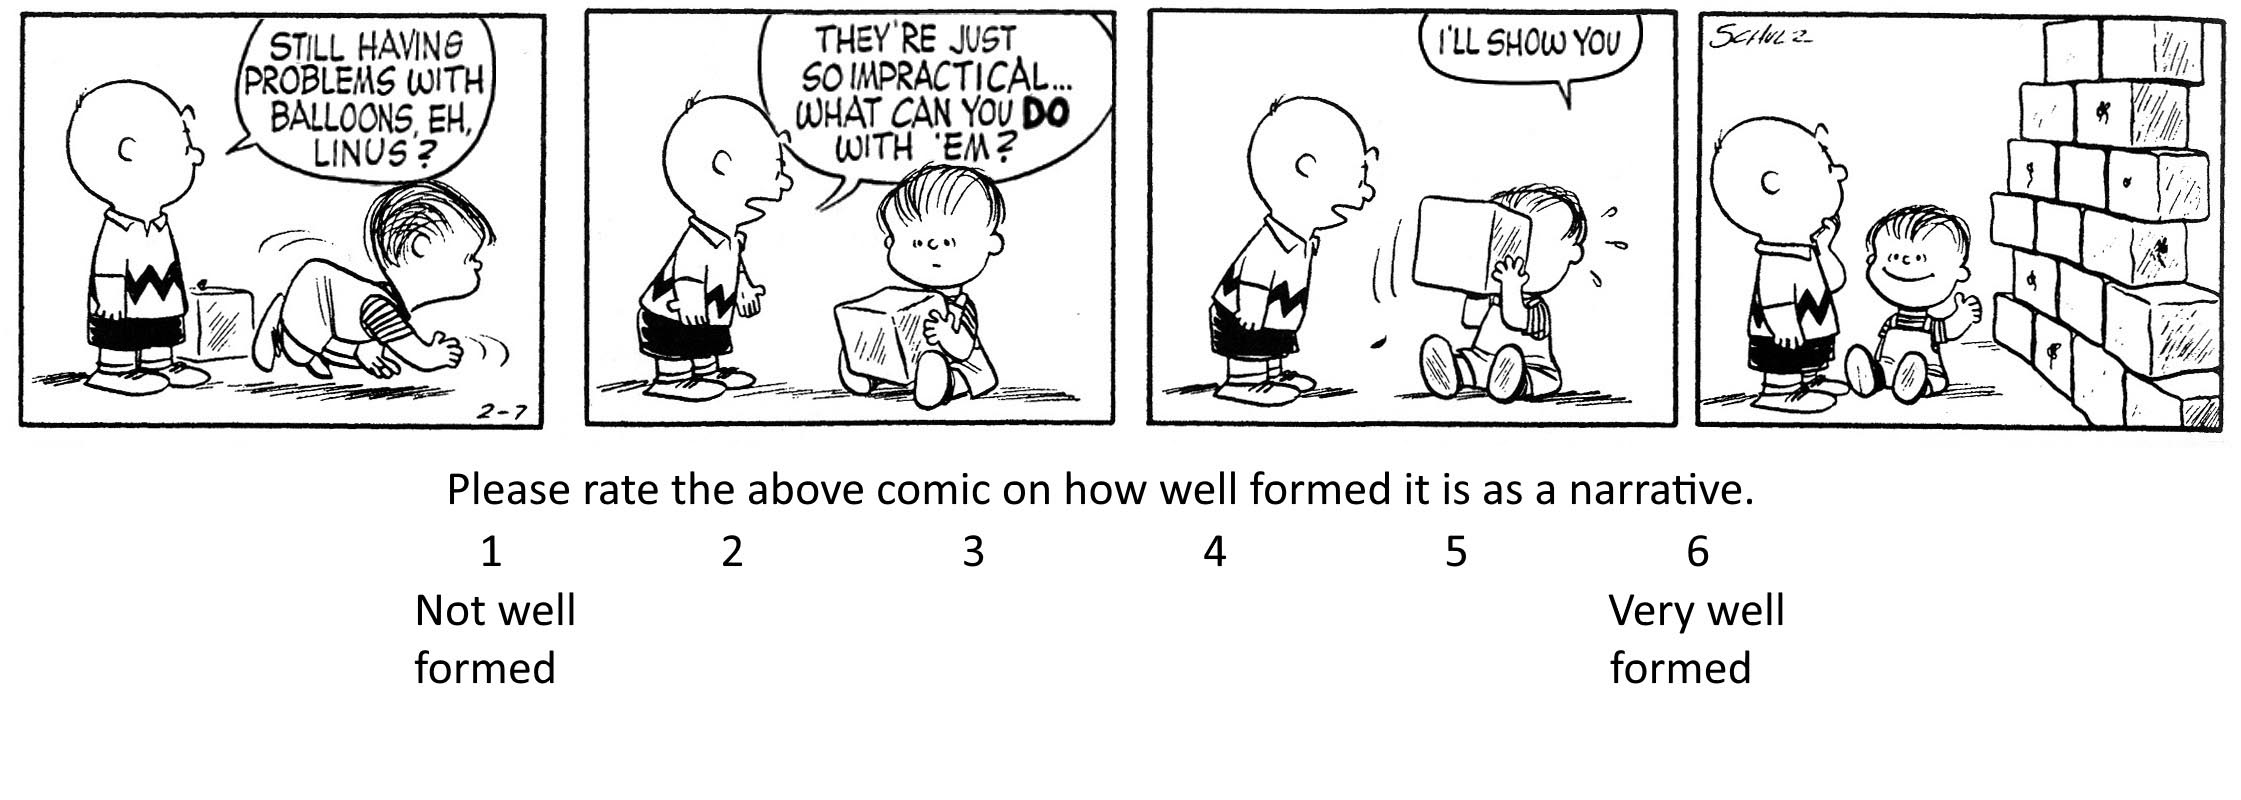 STILL HAVING
PROBLEMS WITH
BALLOONS, EH,
LINUS?
2-7
THEY'RE JUST
SO IMPRACTICAL...
WHAT CAN YOU DO
WITH 'EM?
I'LL SHOW YOU
SCHULZ
Please rate the above comic on how well formed it is as a narrative.
1 2 3 4 5 6
Not well
formed
Very well
formed